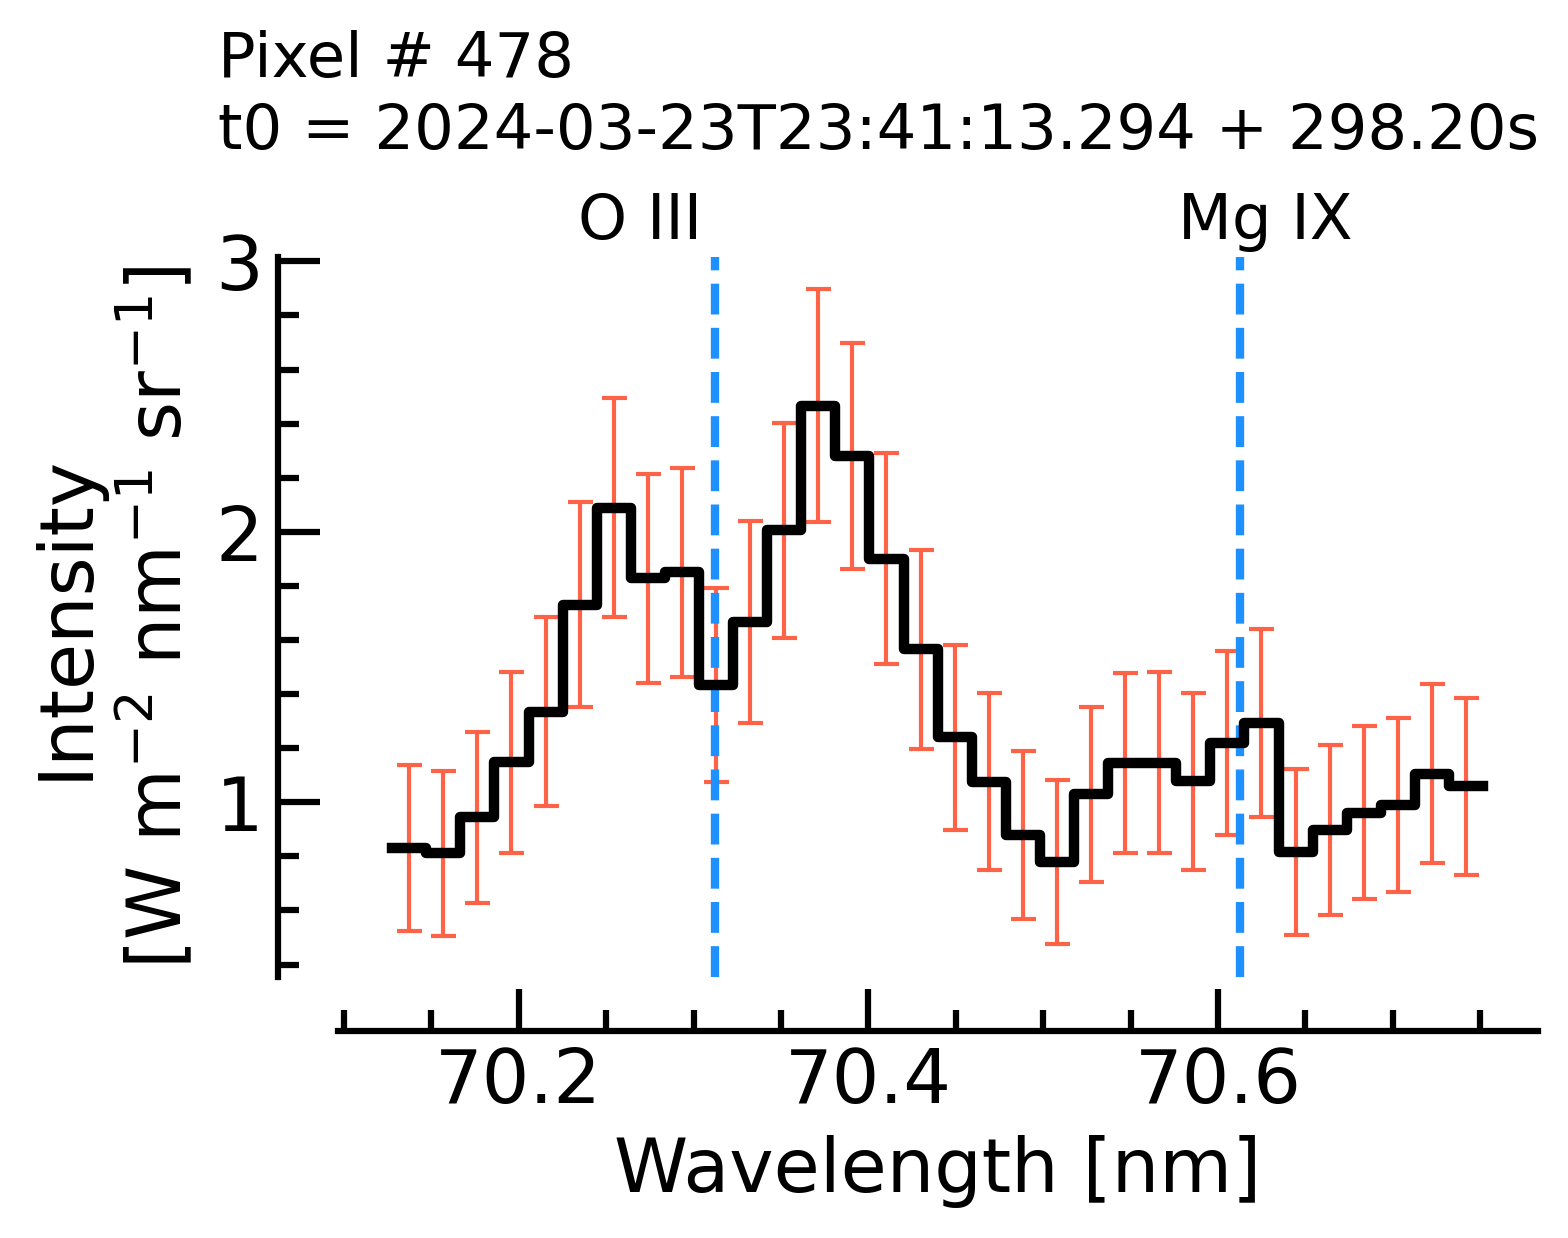 Pixel # 478
t0 = 2024-03-23T23:41:13.294 + 298.20s
O III
Mg IX
3
2
1
Intensity
[W m⁻² nm⁻¹ sr⁻¹]
70.2
70.4
70.6
Wavelength [nm]